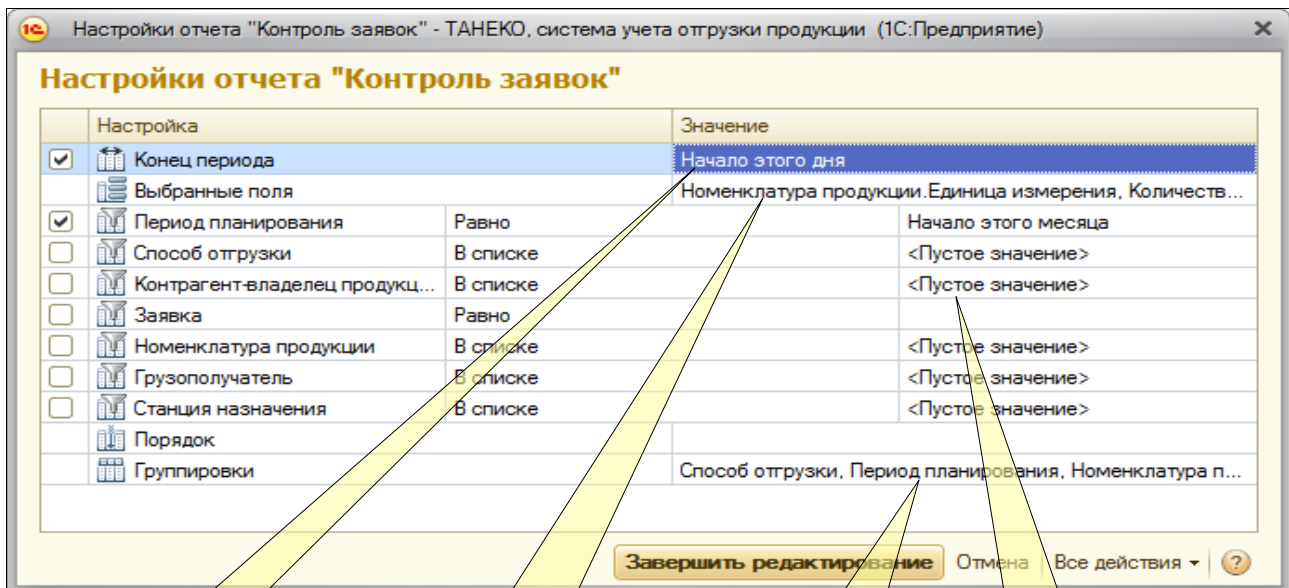 Настройки отчета "Контроль заявок" - ТАНЕКО, система учета отгрузки продукции (1С:Предприятие)
Настройки отчета "Контроль заявок"
Настройка Значение
Конец периода Начало этого дня
Выбранные поля Номенклатура продукции.Единица измерения, Количеств...
Период планирования Равно Начало этого месяца
Способ отгрузки В списке <Пустое значение>
Контрагент-владелец продукц... В списке <Пустое значение>
Заявка Равно
Номенклатура продукции В списке <Пустое значение>
Грузополучатель В списке <Пустое значение>
Станция назначения В списке <Пустое значение>
Порядок
Группировки Способ отгрузки, Период планирования, Номенклатура п...
Завершить редактирование Отмена Все действия ?